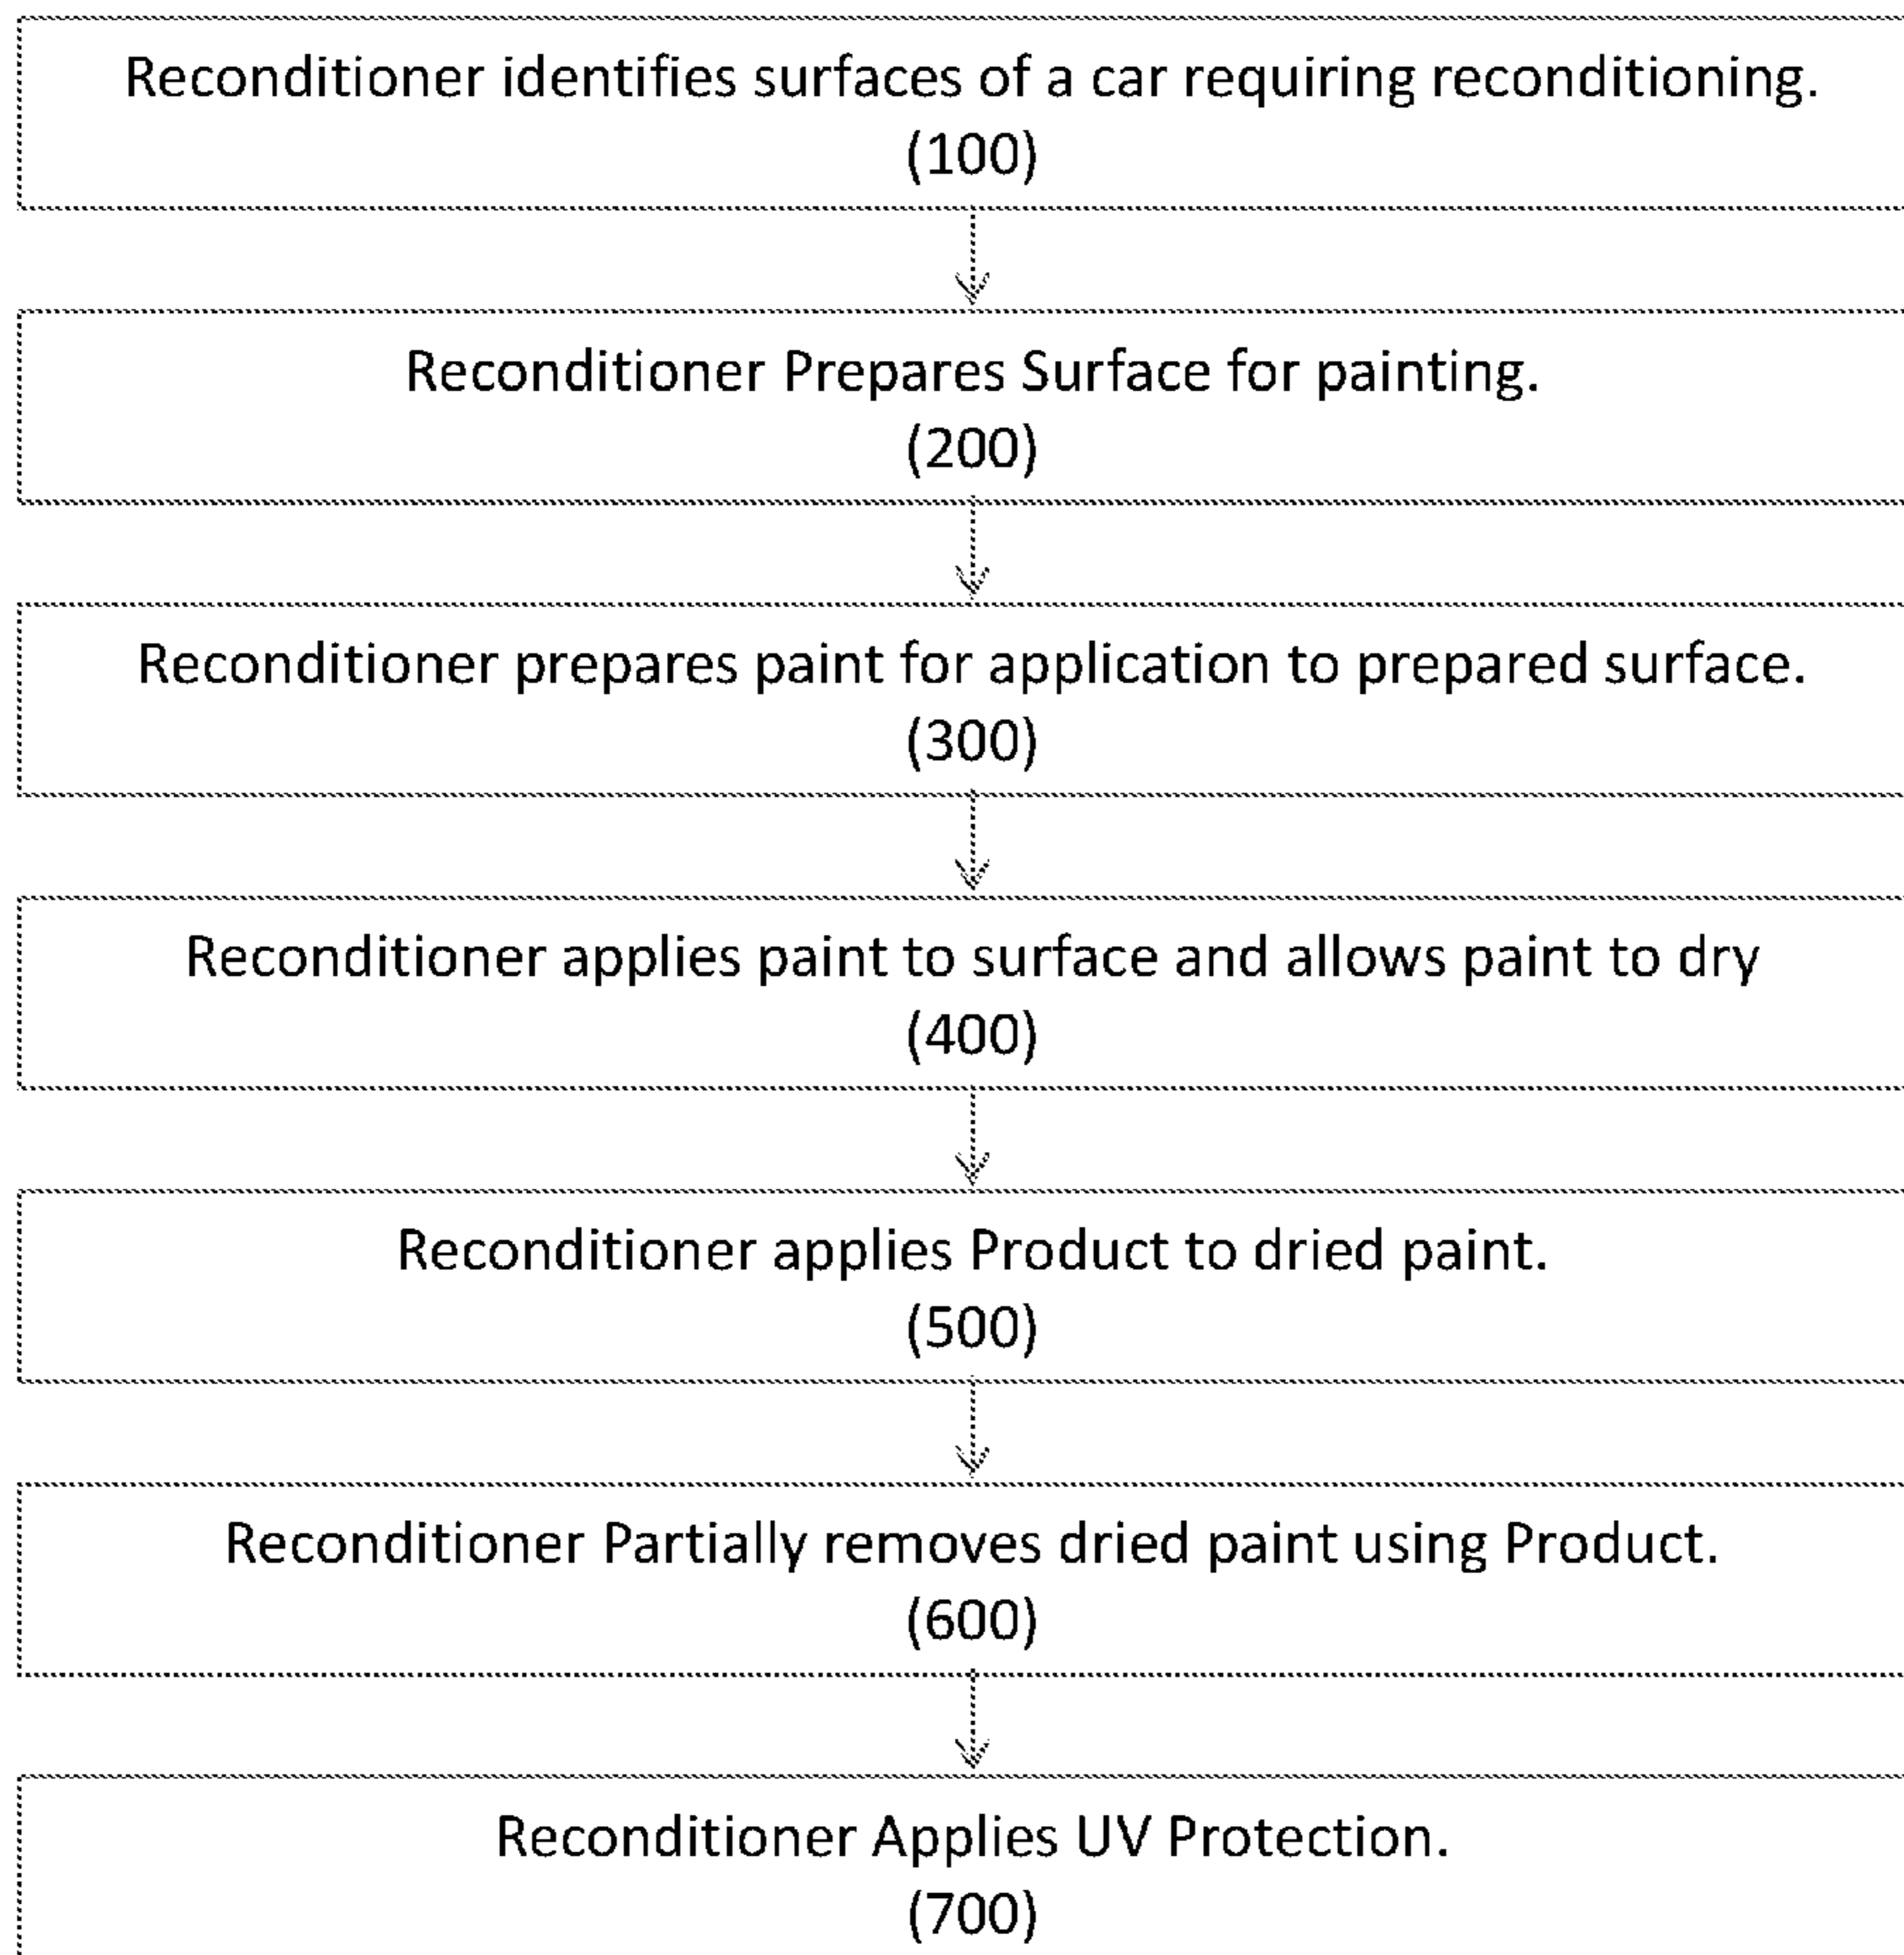 Reconditioner identifies surfaces of a car requiring reconditioning.
(100)
Reconditioner Prepares Surface for painting.
(200)
Reconditioner prepares paint for application to prepared surface.
(300)
Reconditioner applies paint to surface and allows paint to dry
(400)
Reconditioner applies Product to dried paint.
(500)
Reconditioner Partially removes dried paint using Product.
(600)
Reconditioner Applies UV Protection.
(700)